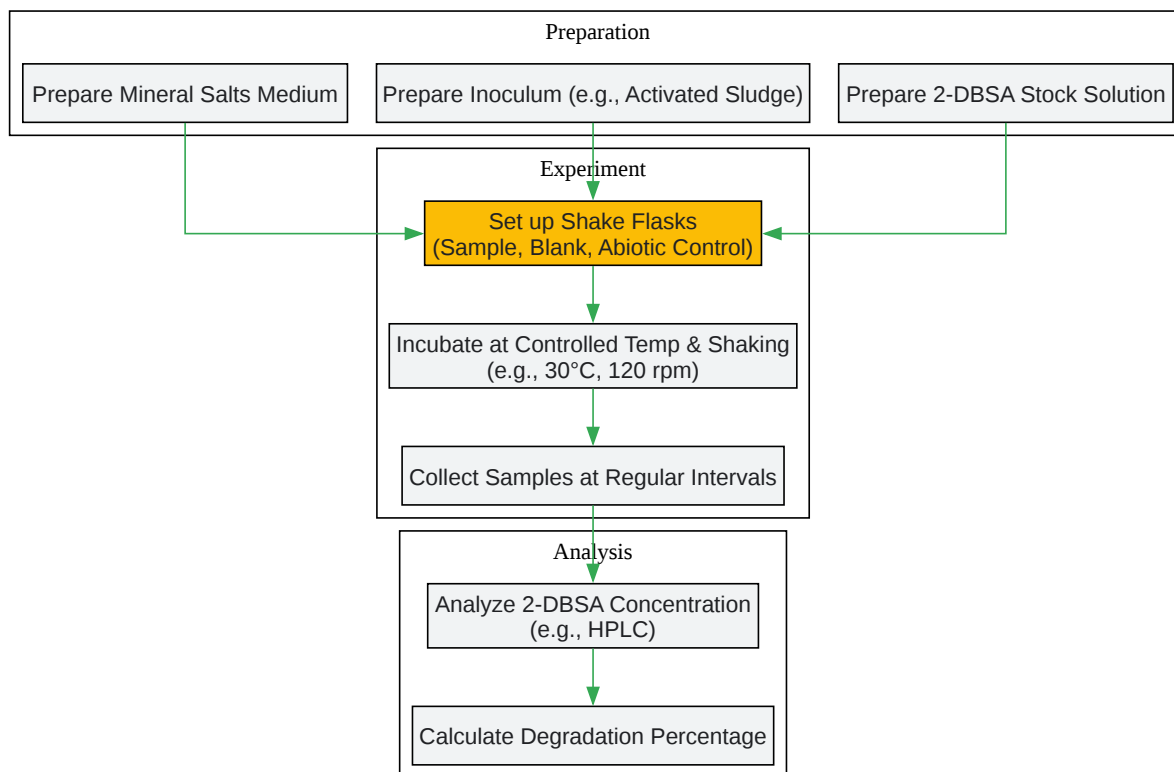 Preparation
Prepare Mineral Salts Medium
Prepare Inoculum (e.g., Activated Sludge)
Prepare 2-DBSA Stock Solution
Experiment
Set up Shake Flasks
(Sample, Blank, Abiotic Control)
Incubate at Controlled Temp & Shaking
(e.g., 30°C, 120 rpm)
Collect Samples at Regular Intervals
Analysis
Analyze 2-DBSA Concentration
(e.g., HPLC)
Calculate Degradation Percentage